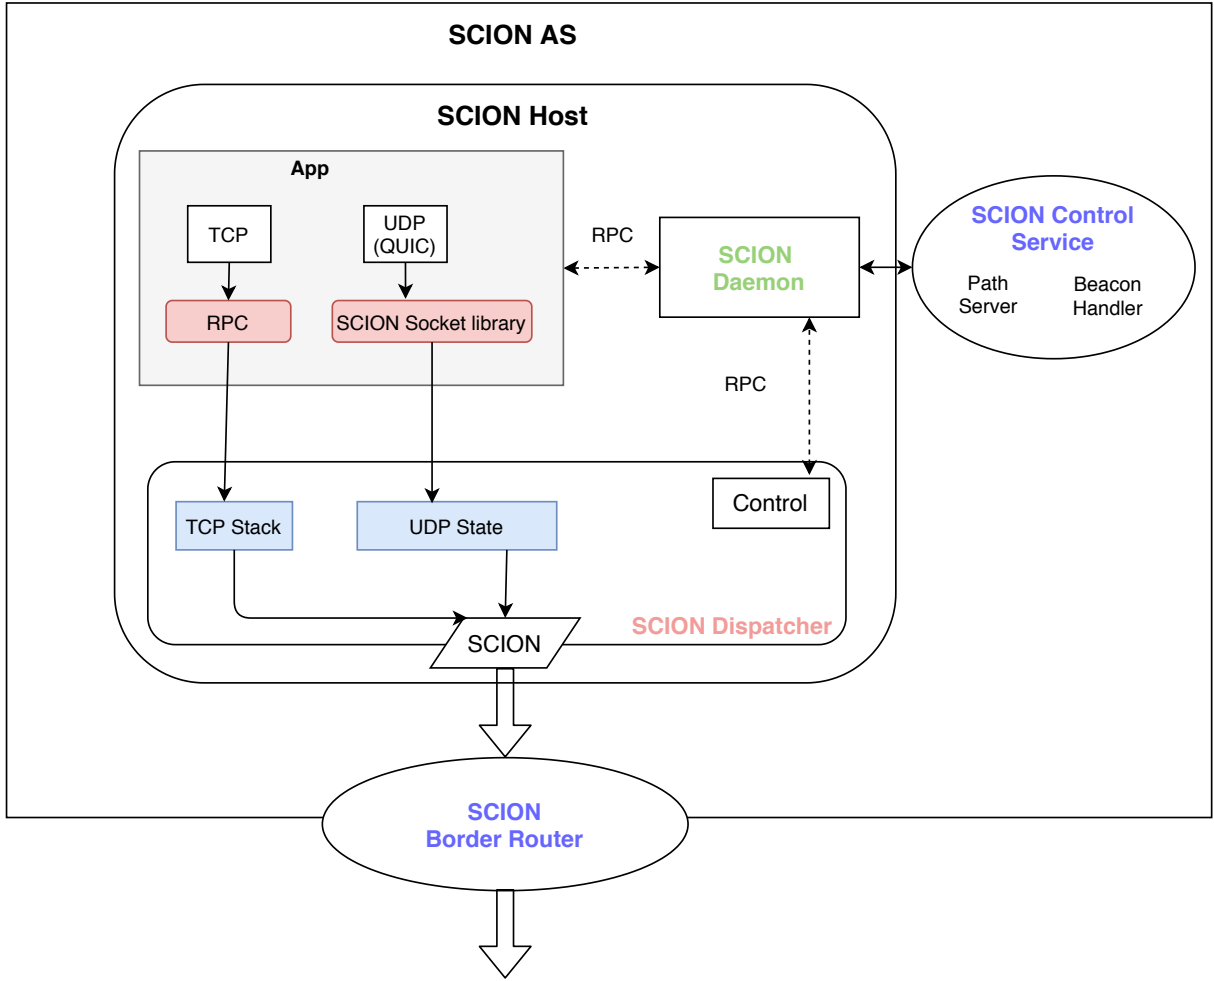 SCION AS
SCION Host
App
TCP
UDP
(QUIC)
RPC
SCION Socket library
RPC
SCION
Daemon
SCION Control
Service
Path
Server
Beacon
Handler
RPC
TCP Stack
UDP State
Control
SCION Dispatcher
SCION
SCION
Border Router